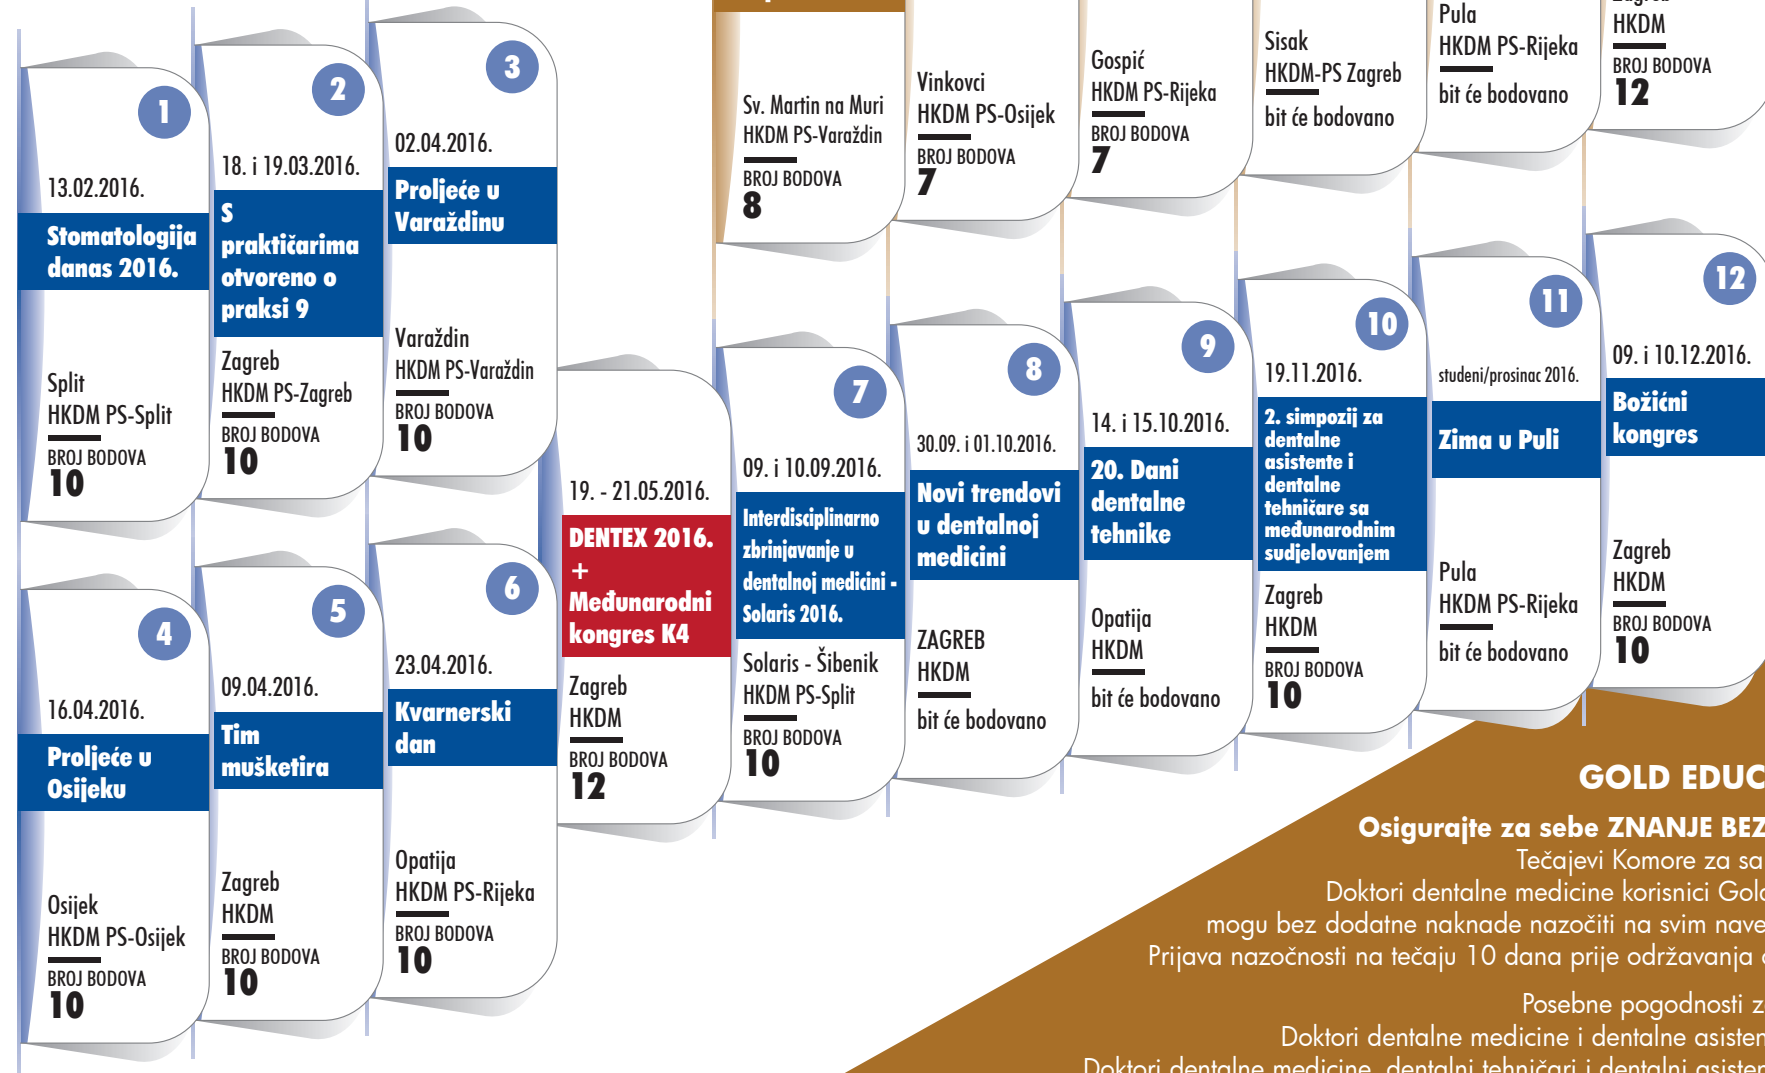 1
13.02.2016.
Stomatologija
danas 2016.
Split
HKDM PS-Split
BROJ BODOVA
10
2
18. i 19.03.2016.
S
praktičarima
otvoreno o
praksi 9
Zagreb
HKDM PS-Zagreb
BROJ BODOVA
10
3
02.04.2016.
Proljeće u
Varaždinu
Varaždin
HKDM PS-Varaždin
BROJ BODOVA
10
Sv. Martin na Muri
HKDM PS-Varaždin
BROJ BODOVA
8
Vinkovci
HKDM PS-Osijek
BROJ BODOVA
7
Gospić
HKDM PS-Rijeka
BROJ BODOVA
7
Sisak
HKDM-PS Zagreb
bit će bodovano
Pula
HKDM PS-Rijeka
bit će bodovano
Zagreb
HKDM
BROJ BODOVA
12
4
16.04.2016.
Proljeće u
Osijeku
Osijek
HKDM PS-Osijek
BROJ BODOVA
10
5
09.04.2016.
Tim
mušketira
Zagreb
HKDM
BROJ BODOVA
10
6
23.04.2016.
Kvarnerski
dan
Opatija
HKDM PS-Rijeka
BROJ BODOVA
10
19. - 21.05.2016.
DENTEX 2016.
+
Međunarodni
kongres K4
Zagreb
HKDM
BROJ BODOVA
12
7
09. i 10.09.2016.
Interdisciplinarno
zbrinjavanje u
dentalnoj medicini -
Solaris 2016.
Solaris - Šibenik
HKDM PS-Split
BROJ BODOVA
10
8
30.09. i 01.10.2016.
Novi trendovi
u dentalnoj
medicini
ZAGREB
HKDM
bit će bodovano
9
14. i 15.10.2016.
20. Dani
dentalne
tehnike
Opatija
HKDM
bit će bodovano
10
19.11.2016.
2. simpozij za
dentalne
asistente i
dentalne
tehničare sa
međunarodnim
sudjelovanjem
Zagreb
HKDM
BROJ BODOVA
10
11
studeni/prosinac 2016.
Zima u Puli
Pula
HKDM PS-Rijeka
bit će bodovano
12
09. i 10.12.2016.
Božićni
kongres
Zagreb
HKDM
BROJ BODOVA
10
GOLD EDUC
Osigurajte za sebe ZNANJE BEZ
Tečajevi Komore za sa
Doktori dentalne medicine korisnici Gold
mogu bez dodatne naknade nazočiti na svim nave
Prijava nazočnosti na tečaju 10 dana prije održavanja
Posebne pogodnosti z
Doktori dentalne medicine i dentalne asisten
Doktori dentalne medicine, dentalni tehničari i dentalni asisten